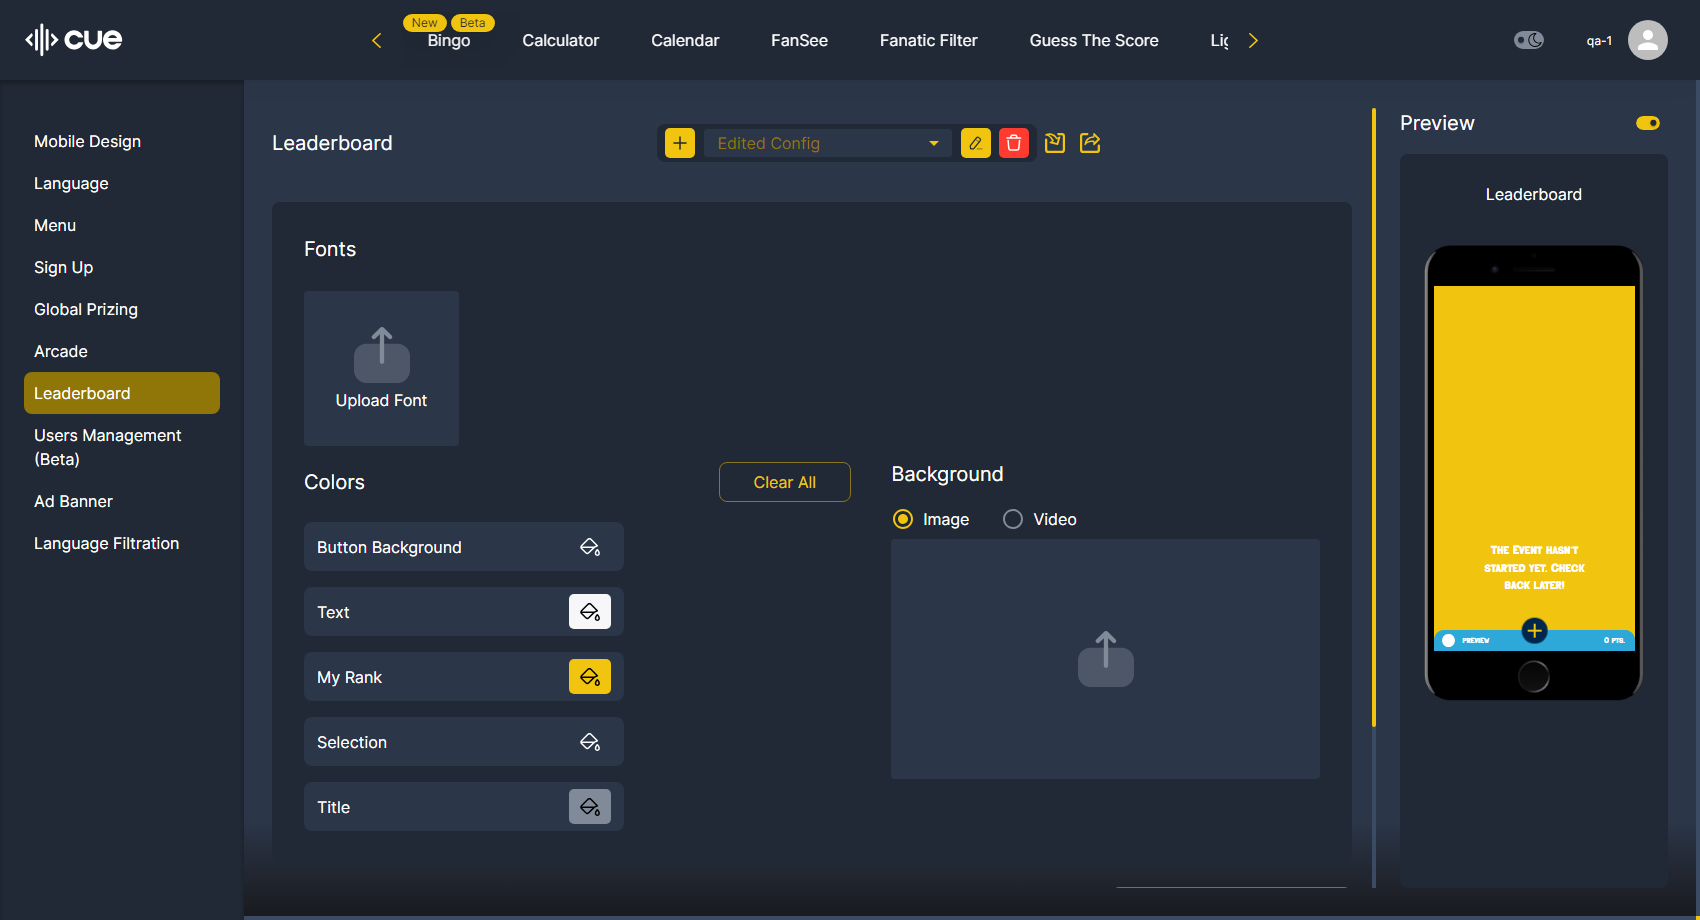 cue
New
Beta
Bingo
Calculator
Calendar
FanSee
Fanatic Filter
Guess The Score
Lig
qa-1
Mobile Design
Language
Menu
Sign Up
Global Prizing
Arcade
Leaderboard
Users Management
(Beta)
Ad Banner
Language Filtration
Leaderboard
Edited Config
Fonts
Upload Font
Colors
Clear All
Button Background
Text
My Rank
Selection
Title
Background
Image
Video
Preview
Leaderboard
The Event hasn't
started yet. Check
back later!
PREVIEW
0 PTS.